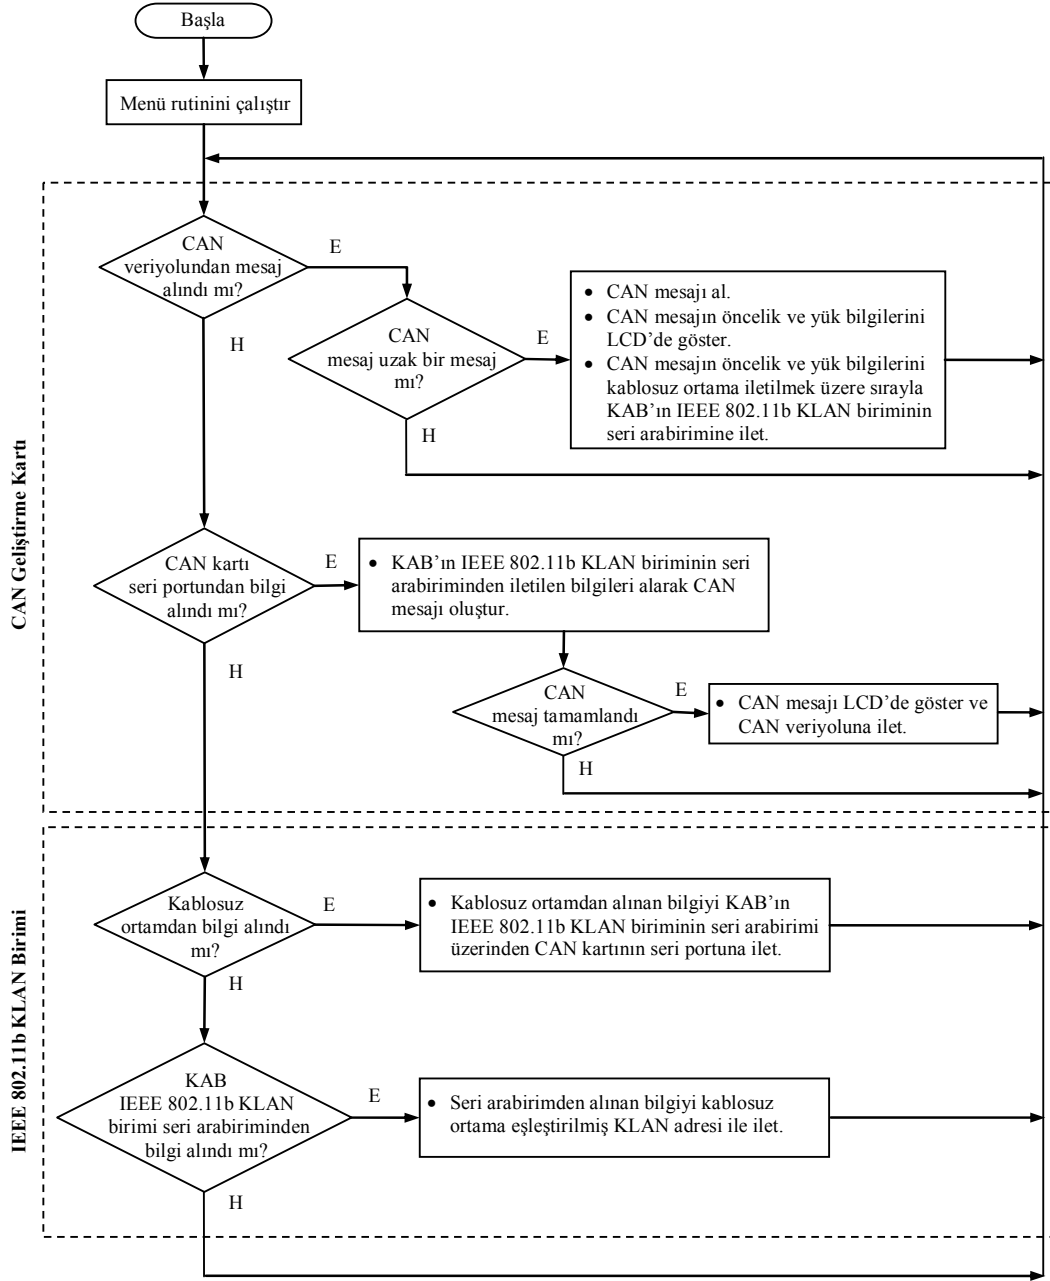 Başla
Menü rutinini çalıştır
CAN Geliştirme Kartı
CAN
veriyolundan mesaj
alındı mı?
E
H
CAN
mesaj uzak bir mesaj
mı?
E
H
• CAN mesajı al.
• CAN mesajın öncelik ve yük bilgilerini
LCD’de göster.
• CAN mesajın öncelik ve yük bilgilerini
kablosuz ortama iletilmek üzere sırayla
KAB’ın IEEE 802.11b KLAN biriminin
seri arabirimine ilet.
CAN kartı
seri portundan bilgi
alındı mı?
E
H
• KAB’ın IEEE 802.11b KLAN biriminin seri
arabiriminden iletilen bilgileri alarak CAN
mesajı oluştur.
CAN
mesaj tamamlandı
mı?
E
H
• CAN mesajı LCD’de göster ve
CAN veriyoluna ilet.
IEEE 802.11b KLAN Birimi
Kablosuz
ortamdan bilgi alındı
mı?
E
H
• Kablosuz ortamdan alınan bilgiyi KAB’ın
IEEE 802.11b KLAN biriminin seri arabirimi
üzerinden CAN kartının seri portuna ilet.
KAB
IEEE 802.11b KLAN
birimi seri arabiriminden
bilgi alındı mı?
E
H
• Seri arabirimden alınan bilgiyi kablosuz
ortama eşleştirilmiş KLAN adresi ile ilet.